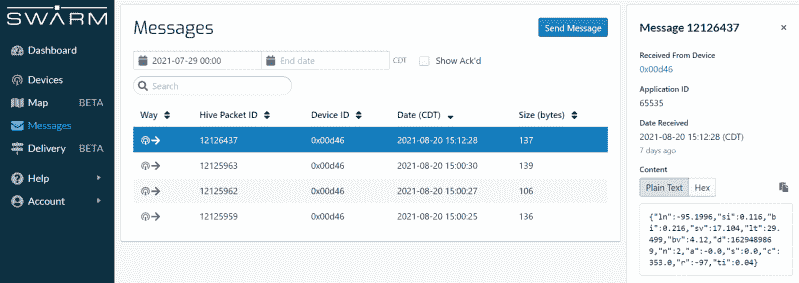 SWARM
Dashboard
Devices
Map BETA
Messages
Delivery BETA
Help
Account
Messages
Send Message
2021-07-29 00:00 End date CDT Show Ack'd
Search
Way Hive Packet ID Device ID Date (CDT) Size (bytes)
12126437 0x00d46 2021-08-20 15:12:28 137
12125963 0x00d46 2021-08-20 15:00:30 139
12125962 0x00d46 2021-08-20 15:00:27 106
12125959 0x00d46 2021-08-20 15:00:25 136
Message 12126437 ×
Received From Device
0x00d46
Application ID
65535
Date Received
2021-08-20 15:12:28 (CDT)
7 days ago
Content
Plain Text Hex
{"ln":-95.1996,"si":0.116,"b
i":0.216,"sv":17.104,"lt":29.
499,"bv":4.12,"d":162948986
9,"n":2,"a":-0.0,"s":0.0,"c":
353.0,"r":-97,"ti":0.04}